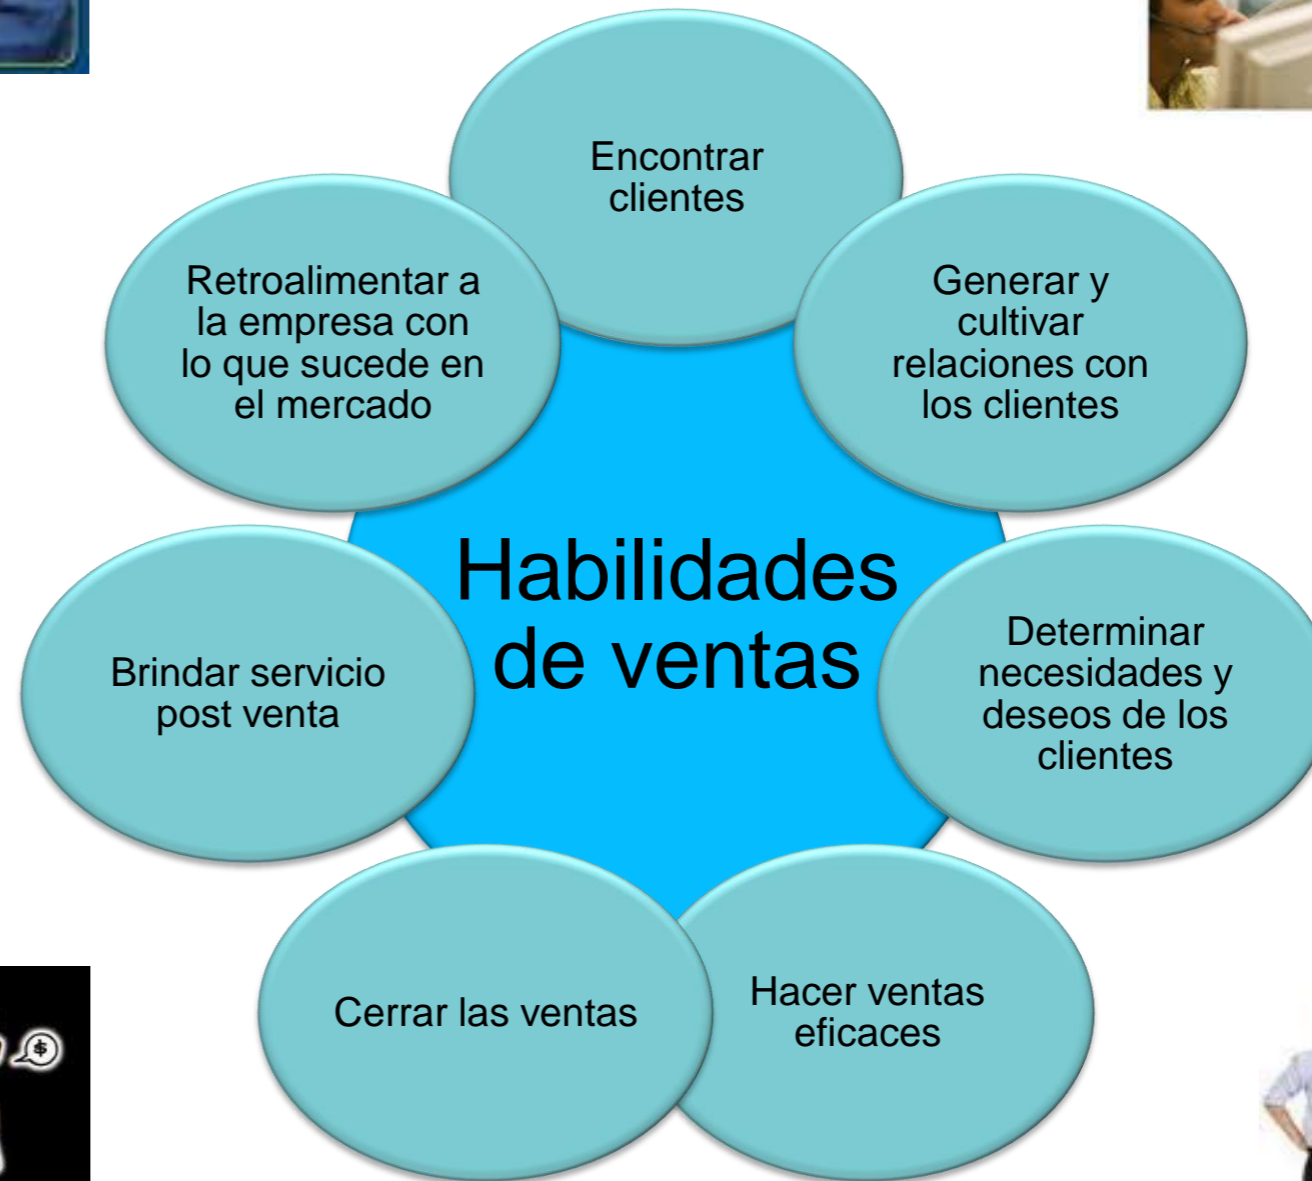 Encontrar
clientes
Generar y
cultivar
relaciones con
los clientes
Determinar
necesidades y
deseos de los
clientes
Hacer ventas
eficaces
Cerrar las ventas
Brindar servicio
post venta
Retroalimentar a
la empresa con
lo que sucede en
el mercado
Habilidades
de ventas
$